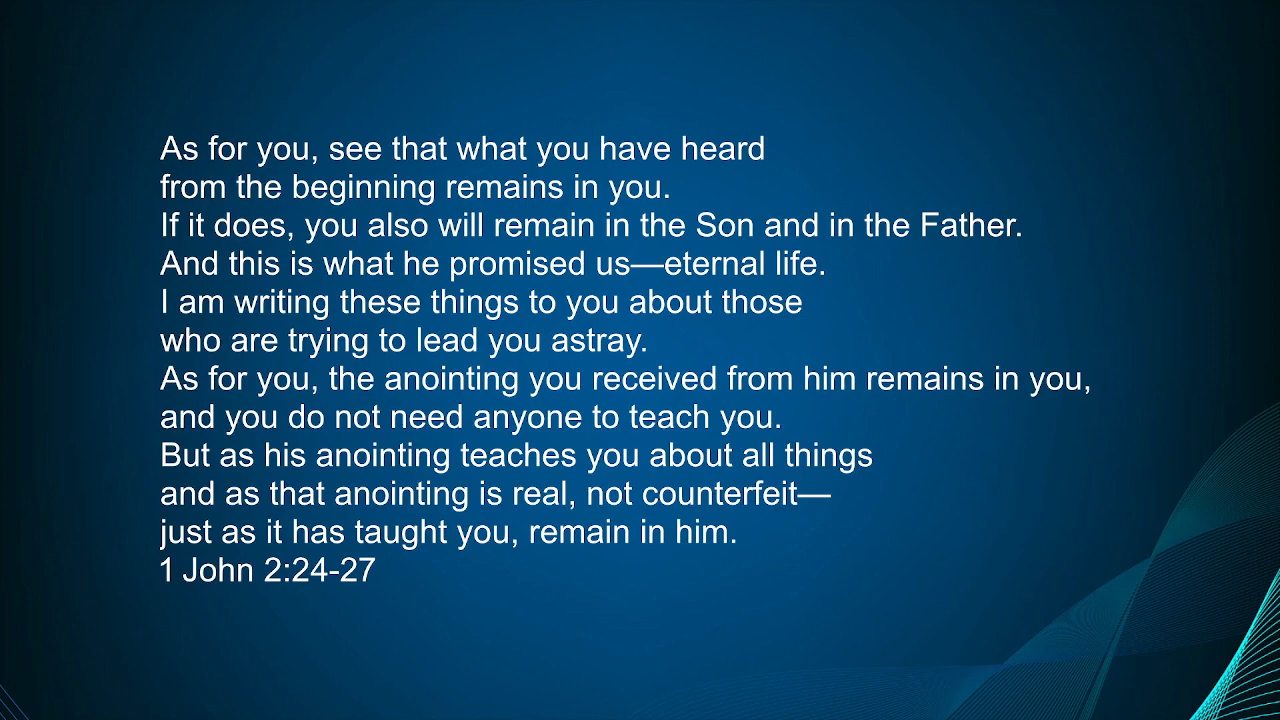 As for you, see that what you have heard
from the beginning remains in you.
If it does, you also will remain in the Son and in the Father.
And this is what he promised us—eternal life.
I am writing these things to you about those
who are trying to lead you astray.
As for you, the anointing you received from him remains in you,
and you do not need anyone to teach you.
But as his anointing teaches you about all things
and as that anointing is real, not counterfeit—
just as it has taught you, remain in him.
1 John 2:24-27